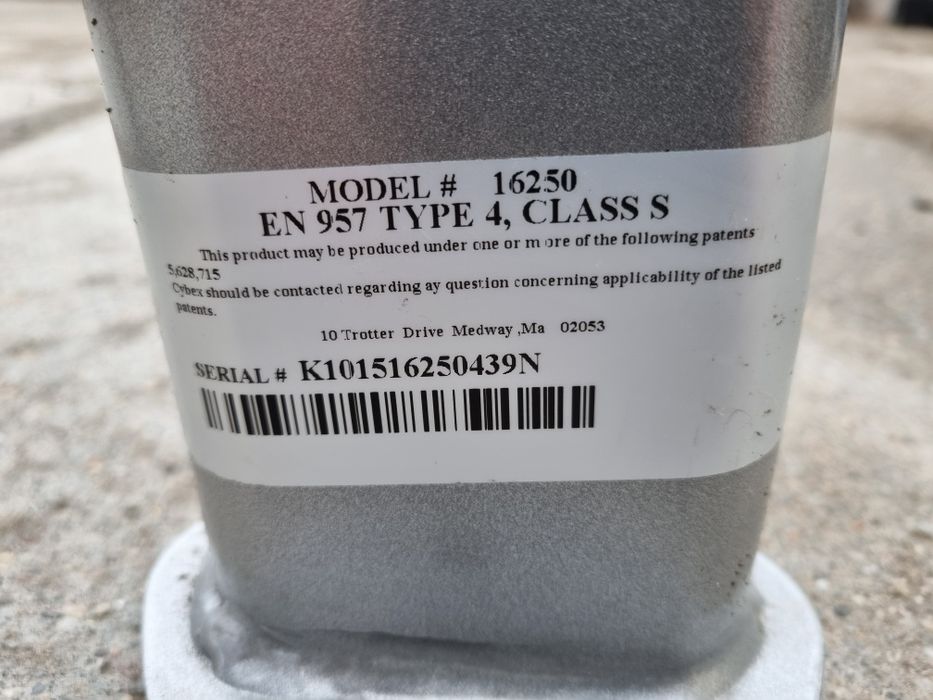 MODEL # 16250
EN 957 TYPE 4, CLASS S
This product may be produced under one or more of the following patents
5,628,715
Cybex should be contacted regarding ay question concerning applicability of the listed
patents.
10 Trotter Drive Medway ,Ma 02053
SERIAL # K101516250439N